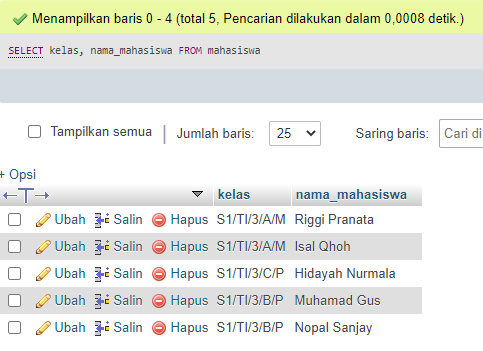 Menampilkan baris 0 - 4 (total 5, Pencarian dilakukan dalam 0,0008 detik.)
SELECT kelas, nama_mahasiswa FROM mahasiswa
Tampilkan semua | Jumlah baris: 25 Saring baris: Cari di
+ Opsi
←T→ kelas nama_mahasiswa
Ubah Salin Hapus S1/TI/3/A/M Riggi Pranata
Ubah Salin Hapus S1/TI/3/A/M Isal Qhoh
Ubah Salin Hapus S1/TI/3/C/P Hidayah Nurmala
Ubah Salin Hapus S1/TI/3/B/P Muhamad Gus
Ubah Salin Hapus S1/TI/3/B/P Nopal Sanjay